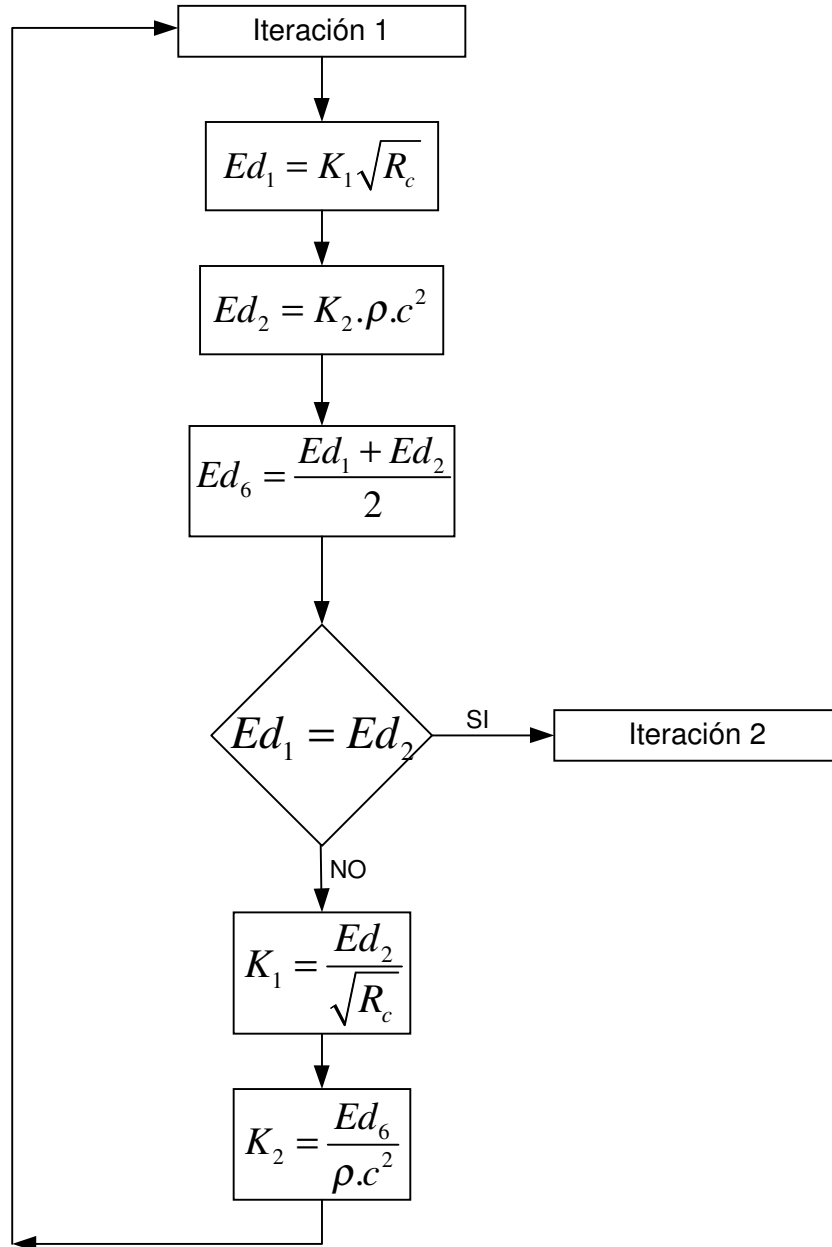 Iteración 1
Ed₁ = K₁√R_c
Ed₂ = K₂.ρ.c²
Ed₆ = (Ed₁ + Ed₂)/2
Ed₁ = Ed₂
SI
Iteración 2
NO
K₁ = Ed₂/√R_c
K₂ = Ed₆/ρ.c²